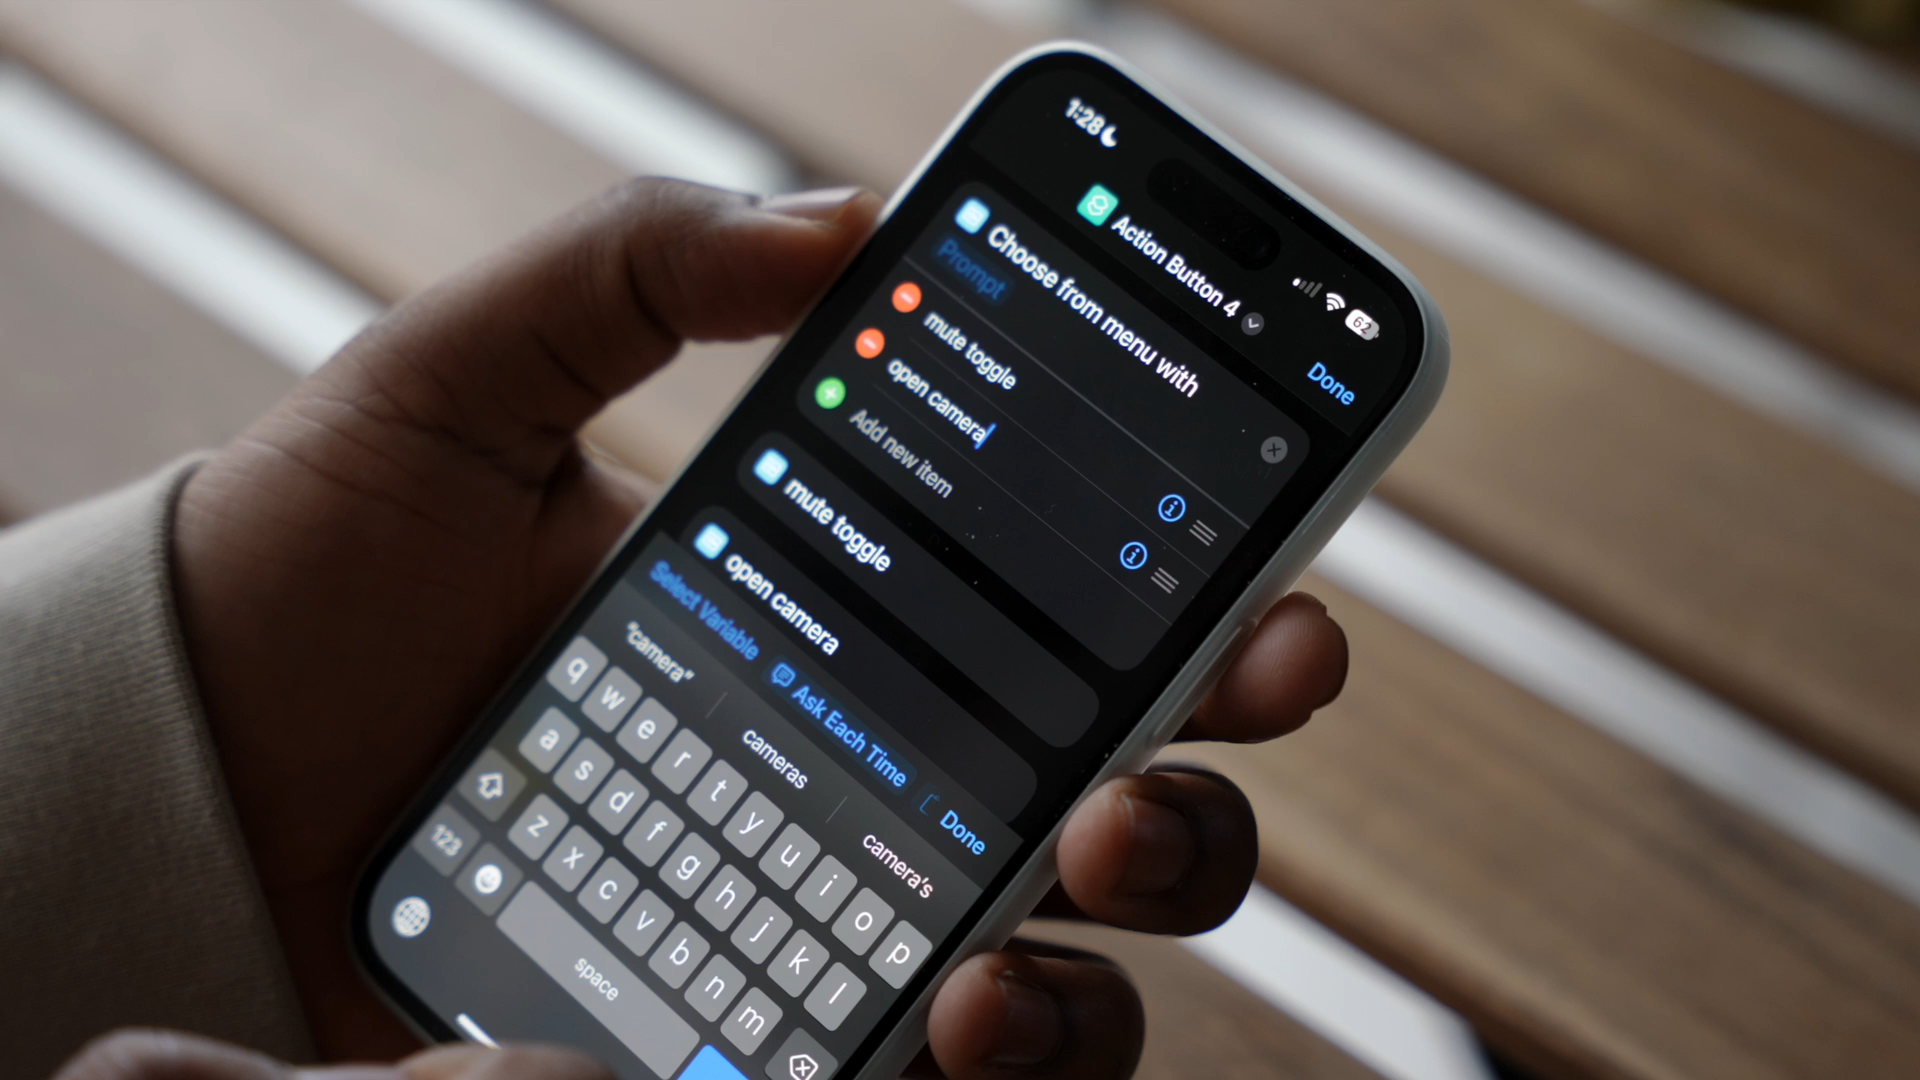 1:28
62
Action Button 4
Done
Choose from menu with
Prompt
mute toggle
open camera
Add new item
mute toggle
open camera
Select Variable
Ask Each Time
Done
"camera"
cameras
camera's
q w e r t y u i o p
a s d f g h j k l
z x c v b n m
123
space